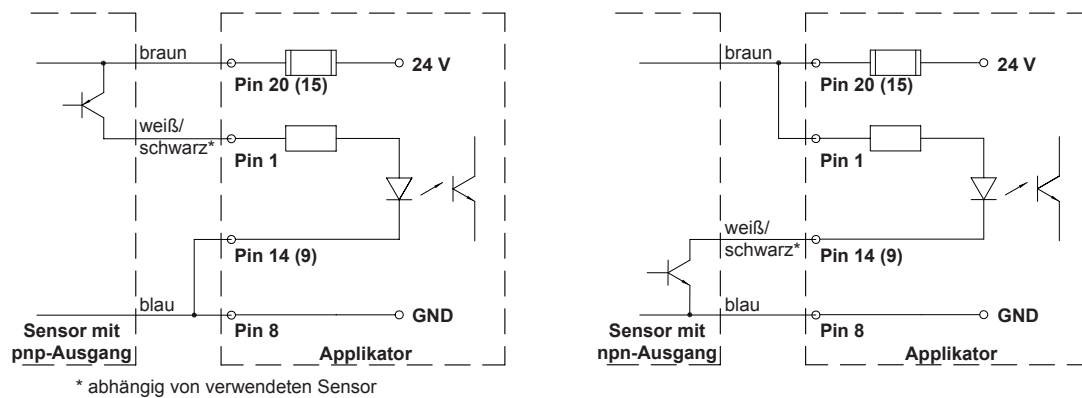 braun
Pin 20 (15)
24 V
weiß/
schwarz*
Pin 1
Pin 14 (9)
blau
Pin 8
GND
Sensor mit
pnp-Ausgang
Applikator
* abhängig von verwendeten Sensor
braun
Pin 20 (15)
24 V
Pin 1
weiß/
schwarz*
Pin 14 (9)
blau
Pin 8
GND
Sensor mit
npn-Ausgang
Applikator